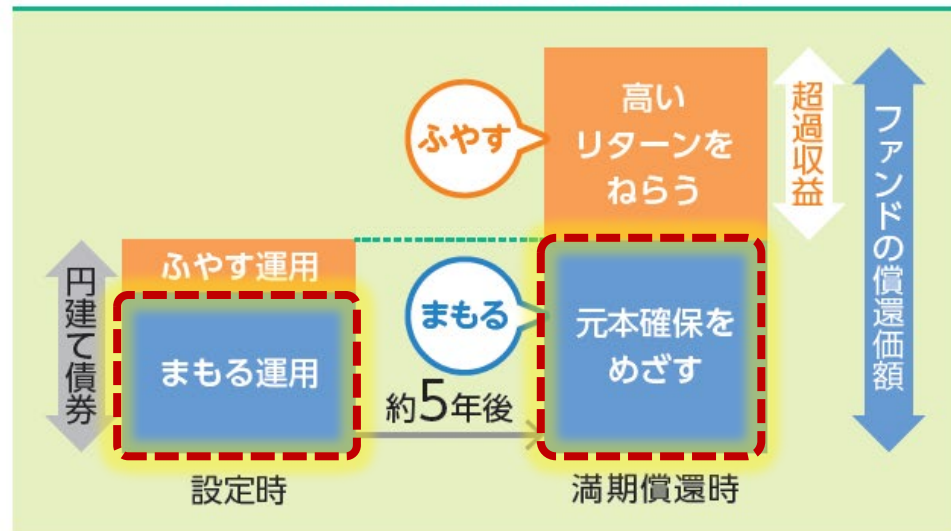 円建て債券
ふやす運用
まもる運用
設定時
ふやす
まもる
約5年後
高い
リターンを
ねらう
元本確保を
めざす
満期償還時
超過収益
ファンドの償還価額